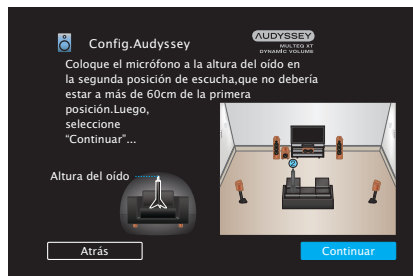 Config.Audyssey
AUDYSSEY
MULTEQ XT
DYNAMIC VOLUME
Coloque el micrófono a la altura del oído en
la segunda posición de escucha,que no debería
estar a más de 60cm de la primera
posición.Luego,
seleccione
“Continuar”...
Altura del oído
Atrás
Continuar